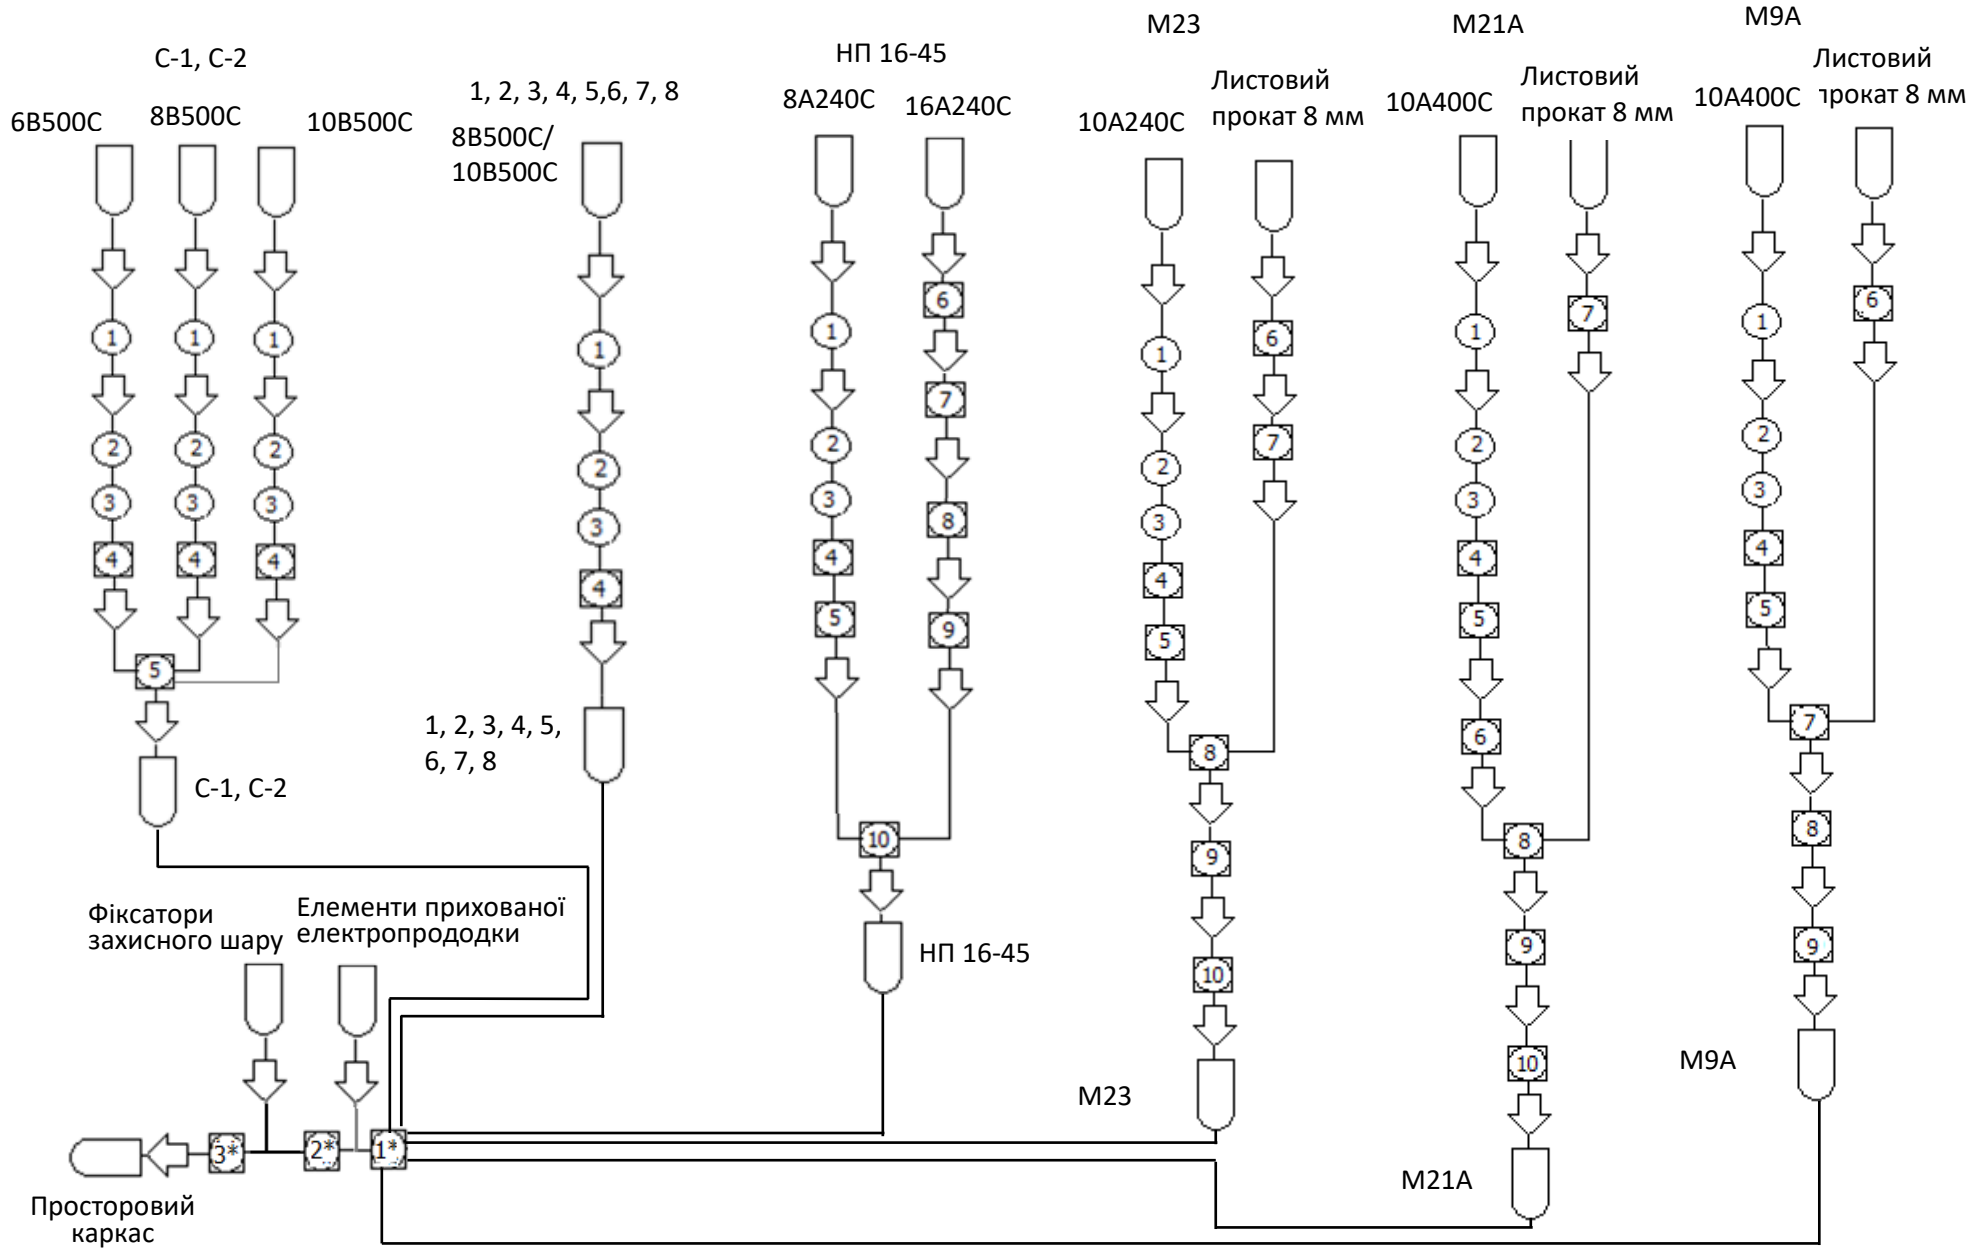 С-1, С-2
6В500С
8В500С
10В500С
1
1
1
2
2
2
3
3
3
4
4
4
5
С-1, С-2
1, 2, 3, 4, 5,6, 7, 8
8В500С/
10В500С
1
2
3
4
1, 2, 3, 4, 5,
6, 7, 8
НП 16-45
8А240С
16А240С
1
2
3
4
5
6
7
8
9
10
НП 16-45
М23
10А240С
Листовий
прокат 8 мм
1
2
3
4
5
6
7
8
9
10
М23
М21А
10А400С
Листовий
прокат 8 мм
1
2
3
4
5
6
7
8
9
10
М21А
М9А
10А400С
Листовий
прокат 8 мм
1
2
3
4
5
6
7
8
9
М9А
Фіксатори
захисного шару
Елементи прихованої
електропрододки
3*
2*
1*
Просторовий
каркас